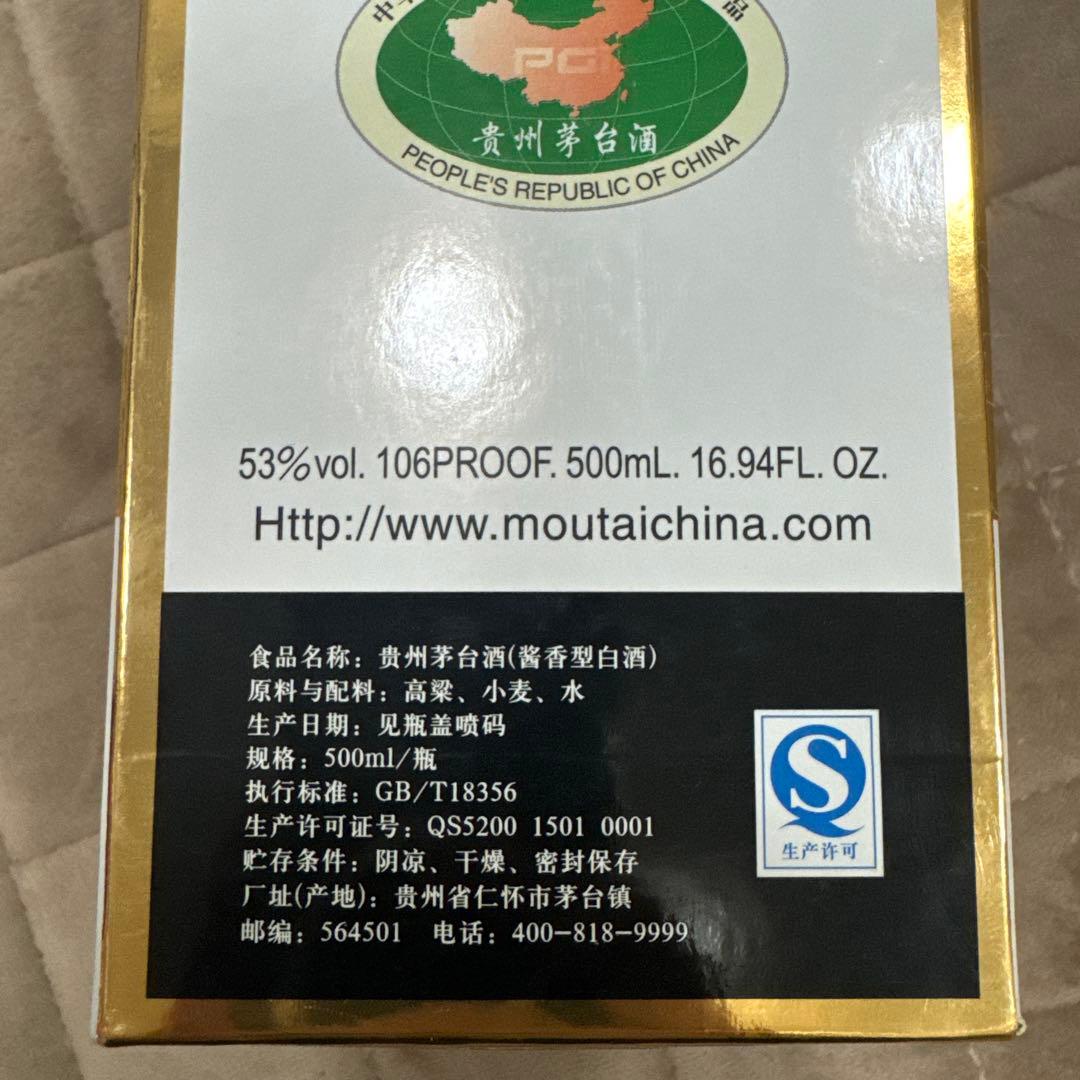 中华
品
PGI
贵州茅台酒
PEOPLE'S REPUBLIC OF CHINA
53%vol. 106PROOF. 500mL. 16.94FL. OZ.
Http://www.moutaichina.com
食品名称：贵州茅台酒(酱香型白酒)
原料与配料：高粱、小麦、水
生产日期：见瓶盖喷码
规格：500ml/瓶
执行标准：GB/T18356
生产许可证号：QS5200 1501 0001
贮存条件：阴凉、干燥、密封保存
厂址(产地)：贵州省仁怀市茅台镇
邮编：564501 电话：400-818-9999
生产许可